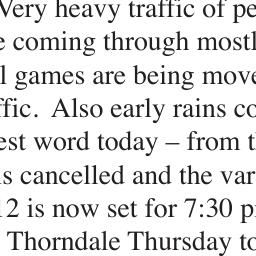 Very heavy traffic of pe
e coming through mostl
l games are being move
ffic. Also early rains co
est word today – from t
s cancelled and the var
12 is now set for 7:30 p
Thorndale Thursday to